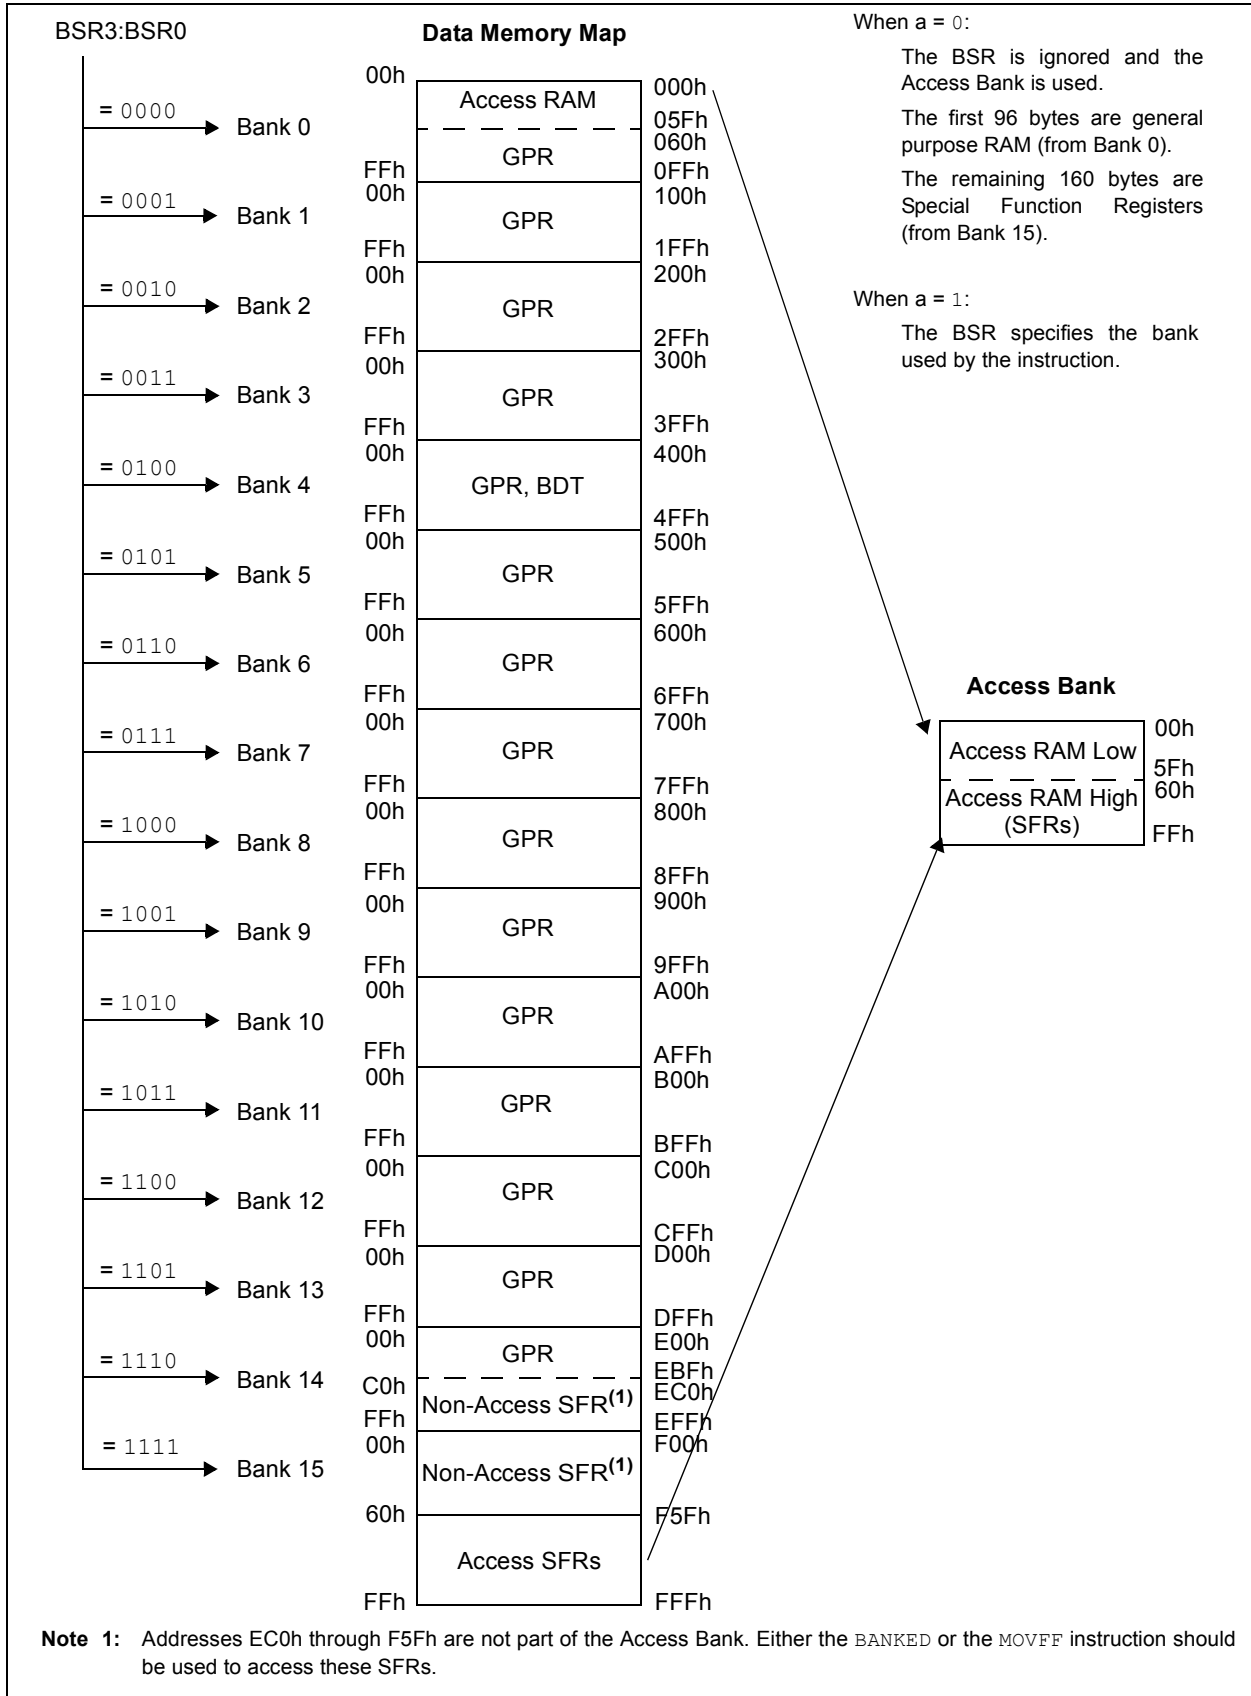 BSR3:BSR0
Data Memory Map
When a = 0:
The BSR is ignored and the
Access Bank is used.
The first 96 bytes are general
purpose RAM (from Bank 0).
The remaining 160 bytes are
Special Function Registers
(from Bank 15).
When a = 1:
The BSR specifies the bank
used by the instruction.
= 0000
Bank 0
00h
Access RAM
000h
05Fh
060h
GPR
FFh
0FFh
= 0001
Bank 1
00h
100h
GPR
FFh
1FFh
= 0010
Bank 2
00h
200h
GPR
FFh
2FFh
= 0011
Bank 3
00h
300h
GPR
FFh
3FFh
= 0100
Bank 4
00h
400h
GPR, BDT
FFh
4FFh
= 0101
Bank 5
00h
500h
GPR
FFh
5FFh
= 0110
Bank 6
00h
600h
GPR
FFh
6FFh
= 0111
Bank 7
00h
700h
GPR
FFh
7FFh
= 1000
Bank 8
00h
800h
GPR
FFh
8FFh
= 1001
Bank 9
00h
900h
GPR
FFh
9FFh
= 1010
Bank 10
00h
A00h
GPR
FFh
AFFh
= 1011
Bank 11
00h
B00h
GPR
FFh
BFFh
= 1100
Bank 12
00h
C00h
GPR
FFh
CFFh
= 1101
Bank 13
00h
D00h
GPR
FFh
DFFh
= 1110
Bank 14
00h
E00h
GPR
EBFh
C0h
EC0h
Non-Access SFR(1)
FFh
EFFh
= 1111
Bank 15
00h
F00h
Non-Access SFR(1)
60h
F5Fh
Access SFRs
FFh
FFFh
Access Bank
Access RAM Low
00h
5Fh
Access RAM High
(SFRs)
60h
FFh
Note 1: Addresses EC0h through F5Fh are not part of the Access Bank. Either the BANKED or the MOVFF instruction should
be used to access these SFRs.